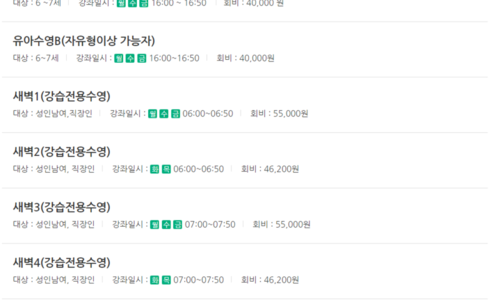 대상 : 6 ~7세 강좌일시 : 월 수 금 16:00 ~ 16:50 회비 : 40,000 원
유아수영B(자유형이상 가능자)
대상 : 6~7세 강좌일시 : 월 수 금 16:00~16:50 회비 : 40,000원
새벽1(강습전용수영)
대상 : 성인남여,직장인 강좌일시 : 월 수 금 06:00~06:50 회비 : 55,000원
새벽2(강습전용수영)
대상 : 성인남여, 직장인 강좌일시 : 화 목 06:00~06:50 회비 : 46,200원
새벽3(강습전용수영)
대상 : 성인남여, 직장인 강좌일시 : 월 수 금 07:00~07:50 회비 : 55,000원
새벽4(강습전용수영)
대상 : 성인남여, 직장인 강좌일시 : 화 목 07:00~07:50 회비 : 46,200원